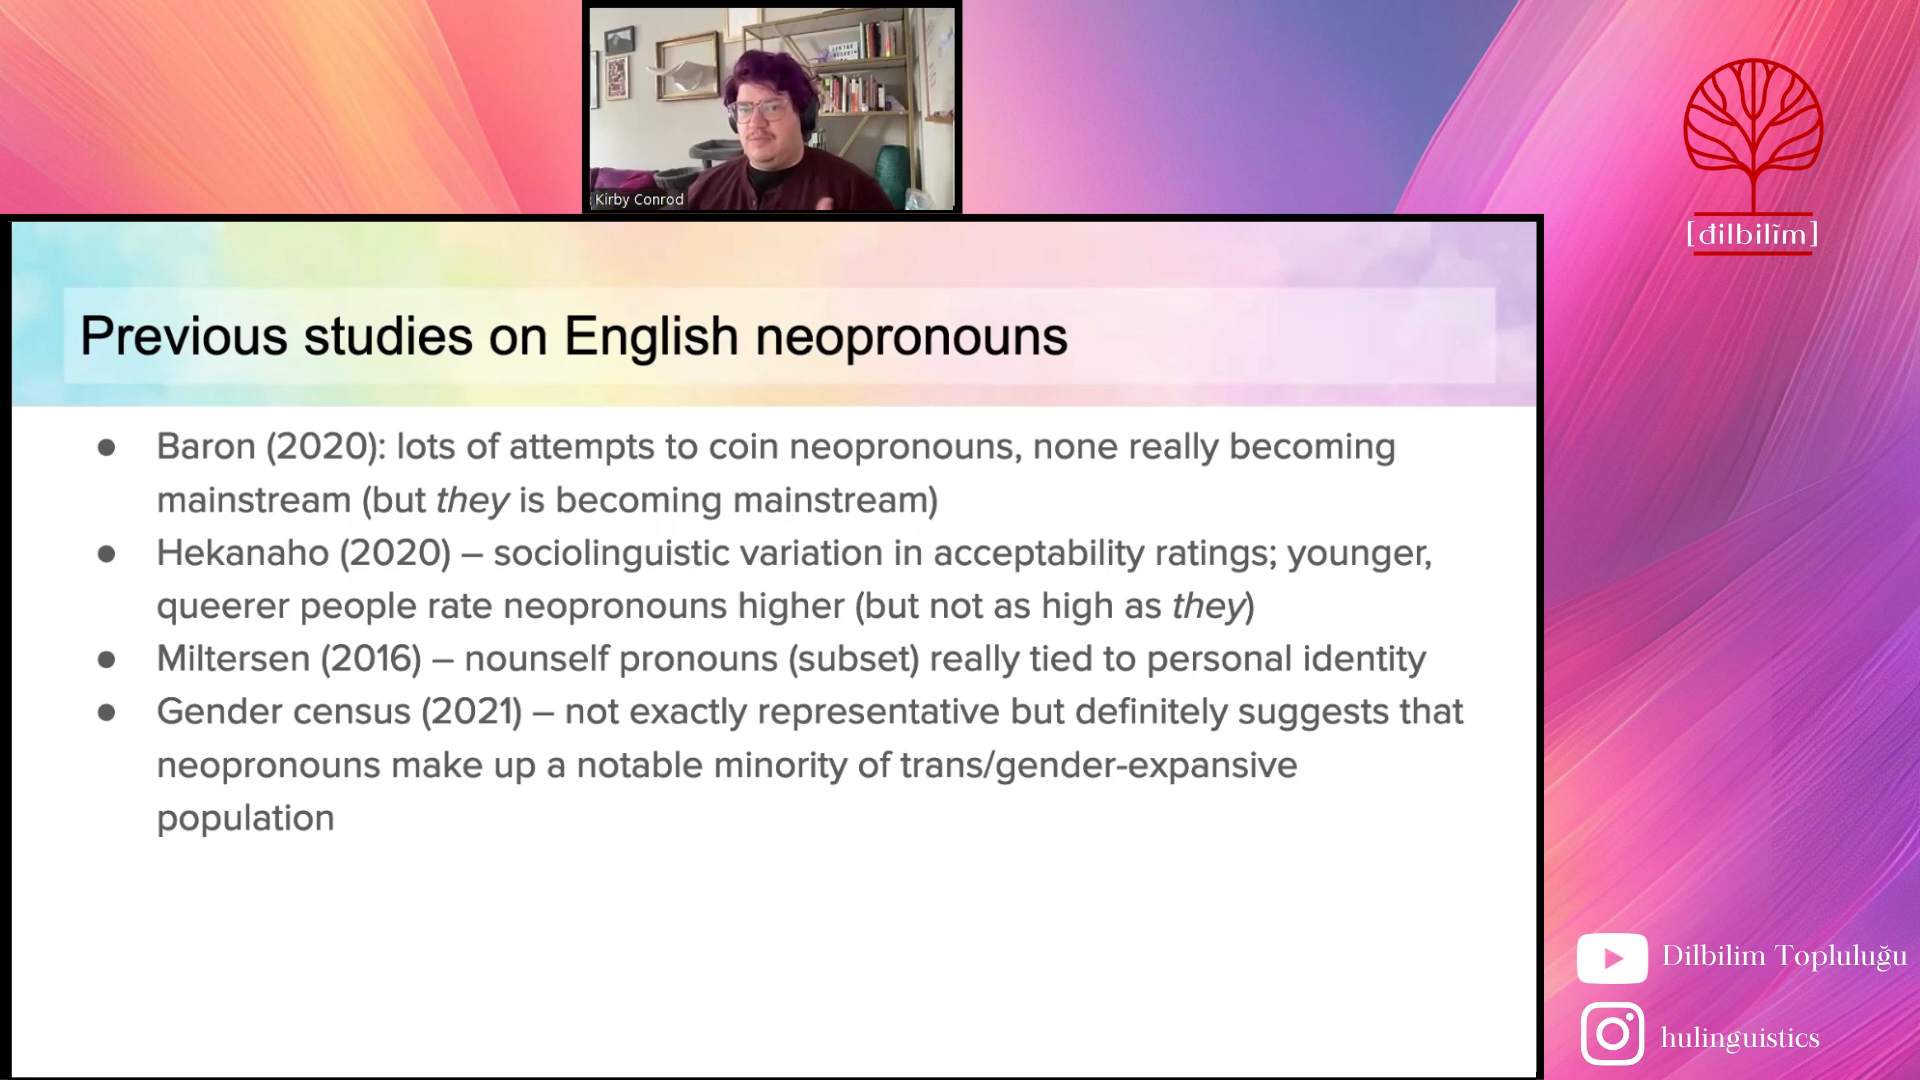 Kirby Conrod
[đilbilĩm]
Previous studies on English neopronouns
● Baron (2020): lots of attempts to coin neopronouns, none really becoming
mainstream (but they is becoming mainstream)
● Hekanaho (2020) – sociolinguistic variation in acceptability ratings; younger,
queerer people rate neopronouns higher (but not as high as they)
● Miltersen (2016) – nounself pronouns (subset) really tied to personal identity
● Gender census (2021) – not exactly representative but definitely suggests that
neopronouns make up a notable minority of trans/gender-expansive
population
Dilbilim Topluluğu
hulinguistics